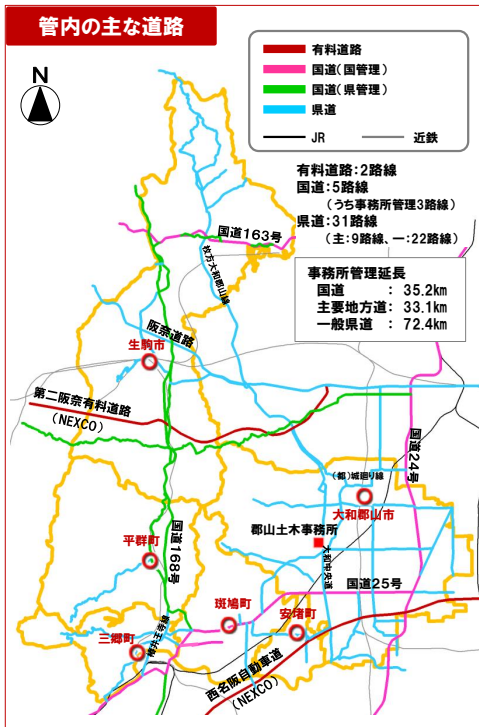 管内の主な道路
N
有料道路
国道(国管理)
国道(県管理)
県道
JR
近鉄
有料道路:2路線
国道:5路線
(うち事務所管理3路線)
県道:31路線
(主:9路線、一:22路線)
国道163号
枚方大和郡山線
事務所管理延長
国道 : 35.2km
主要地方道 : 33.1km
一般県道 : 72.4km
阪奈道路
生駒市
第二阪奈有料道路
(NEXCO)
国道24号
(都)城廻り線
大和郡山市
郡山土木事務所
大和中央道
平群町
国道168号
国道25号
斑鳩町
安堵町
三郷町
椿井王寺線
西名阪自動車道
(NEXCO)